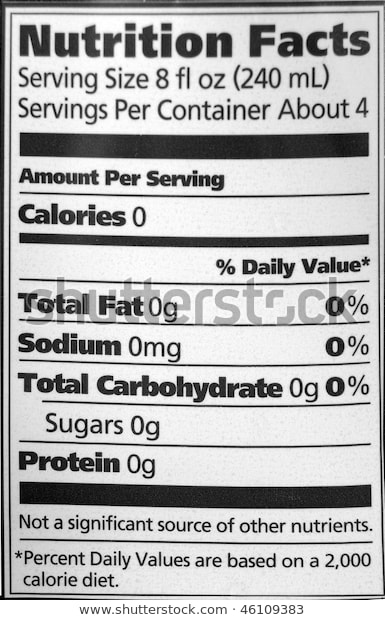 Nutrition Facts
Serving Size 8 fl oz (240 mL)
Servings Per Container About 4
Amount Per Serving
Calories 0
% Daily Value*
Total Fat 0g 0%
Sodium 0mg 0%
Total Carbohydrate 0g 0%
Sugars 0g
Protein 0g
Not a significant source of other nutrients.
*Percent Daily Values are based on a 2,000
calorie diet.
shutterstock
www.shutterstock.com · 46109383